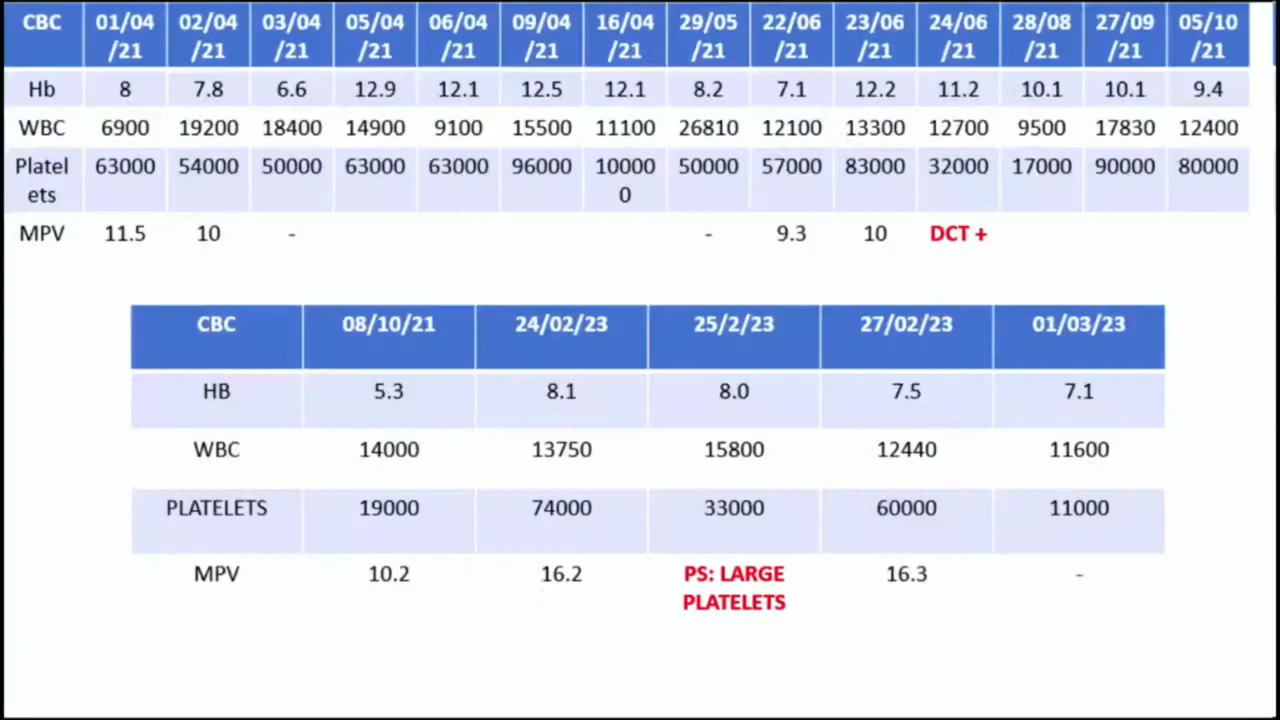 CBC 01/04 02/04 03/04 05/04 06/04 09/04 16/04 29/05 22/06 23/06 24/06 28/08 27/09 05/10
/21 /21 /21 /21 /21 /21 /21 /21 /21 /21 /21 /21 /21 /21
Hb 8 7.8 6.6 12.9 12.1 12.5 12.1 8.2 7.1 12.2 11.2 10.1 10.1 9.4
WBC 6900 19200 18400 14900 9100 15500 11100 26810 12100 13300 12700 9500 17830 12400
Platel 63000 54000 50000 63000 63000 96000 10000 50000 57000 83000 32000 17000 90000 80000
ets 0
MPV 11.5 10 - - 9.3 10 DCT +
CBC 08/10/21 24/02/23 25/2/23 27/02/23 01/03/23
HB 5.3 8.1 8.0 7.5 7.1
WBC 14000 13750 15800 12440 11600
PLATELETS 19000 74000 33000 60000 11000
MPV 10.2 16.2 PS: LARGE 16.3 -
PLATELETS